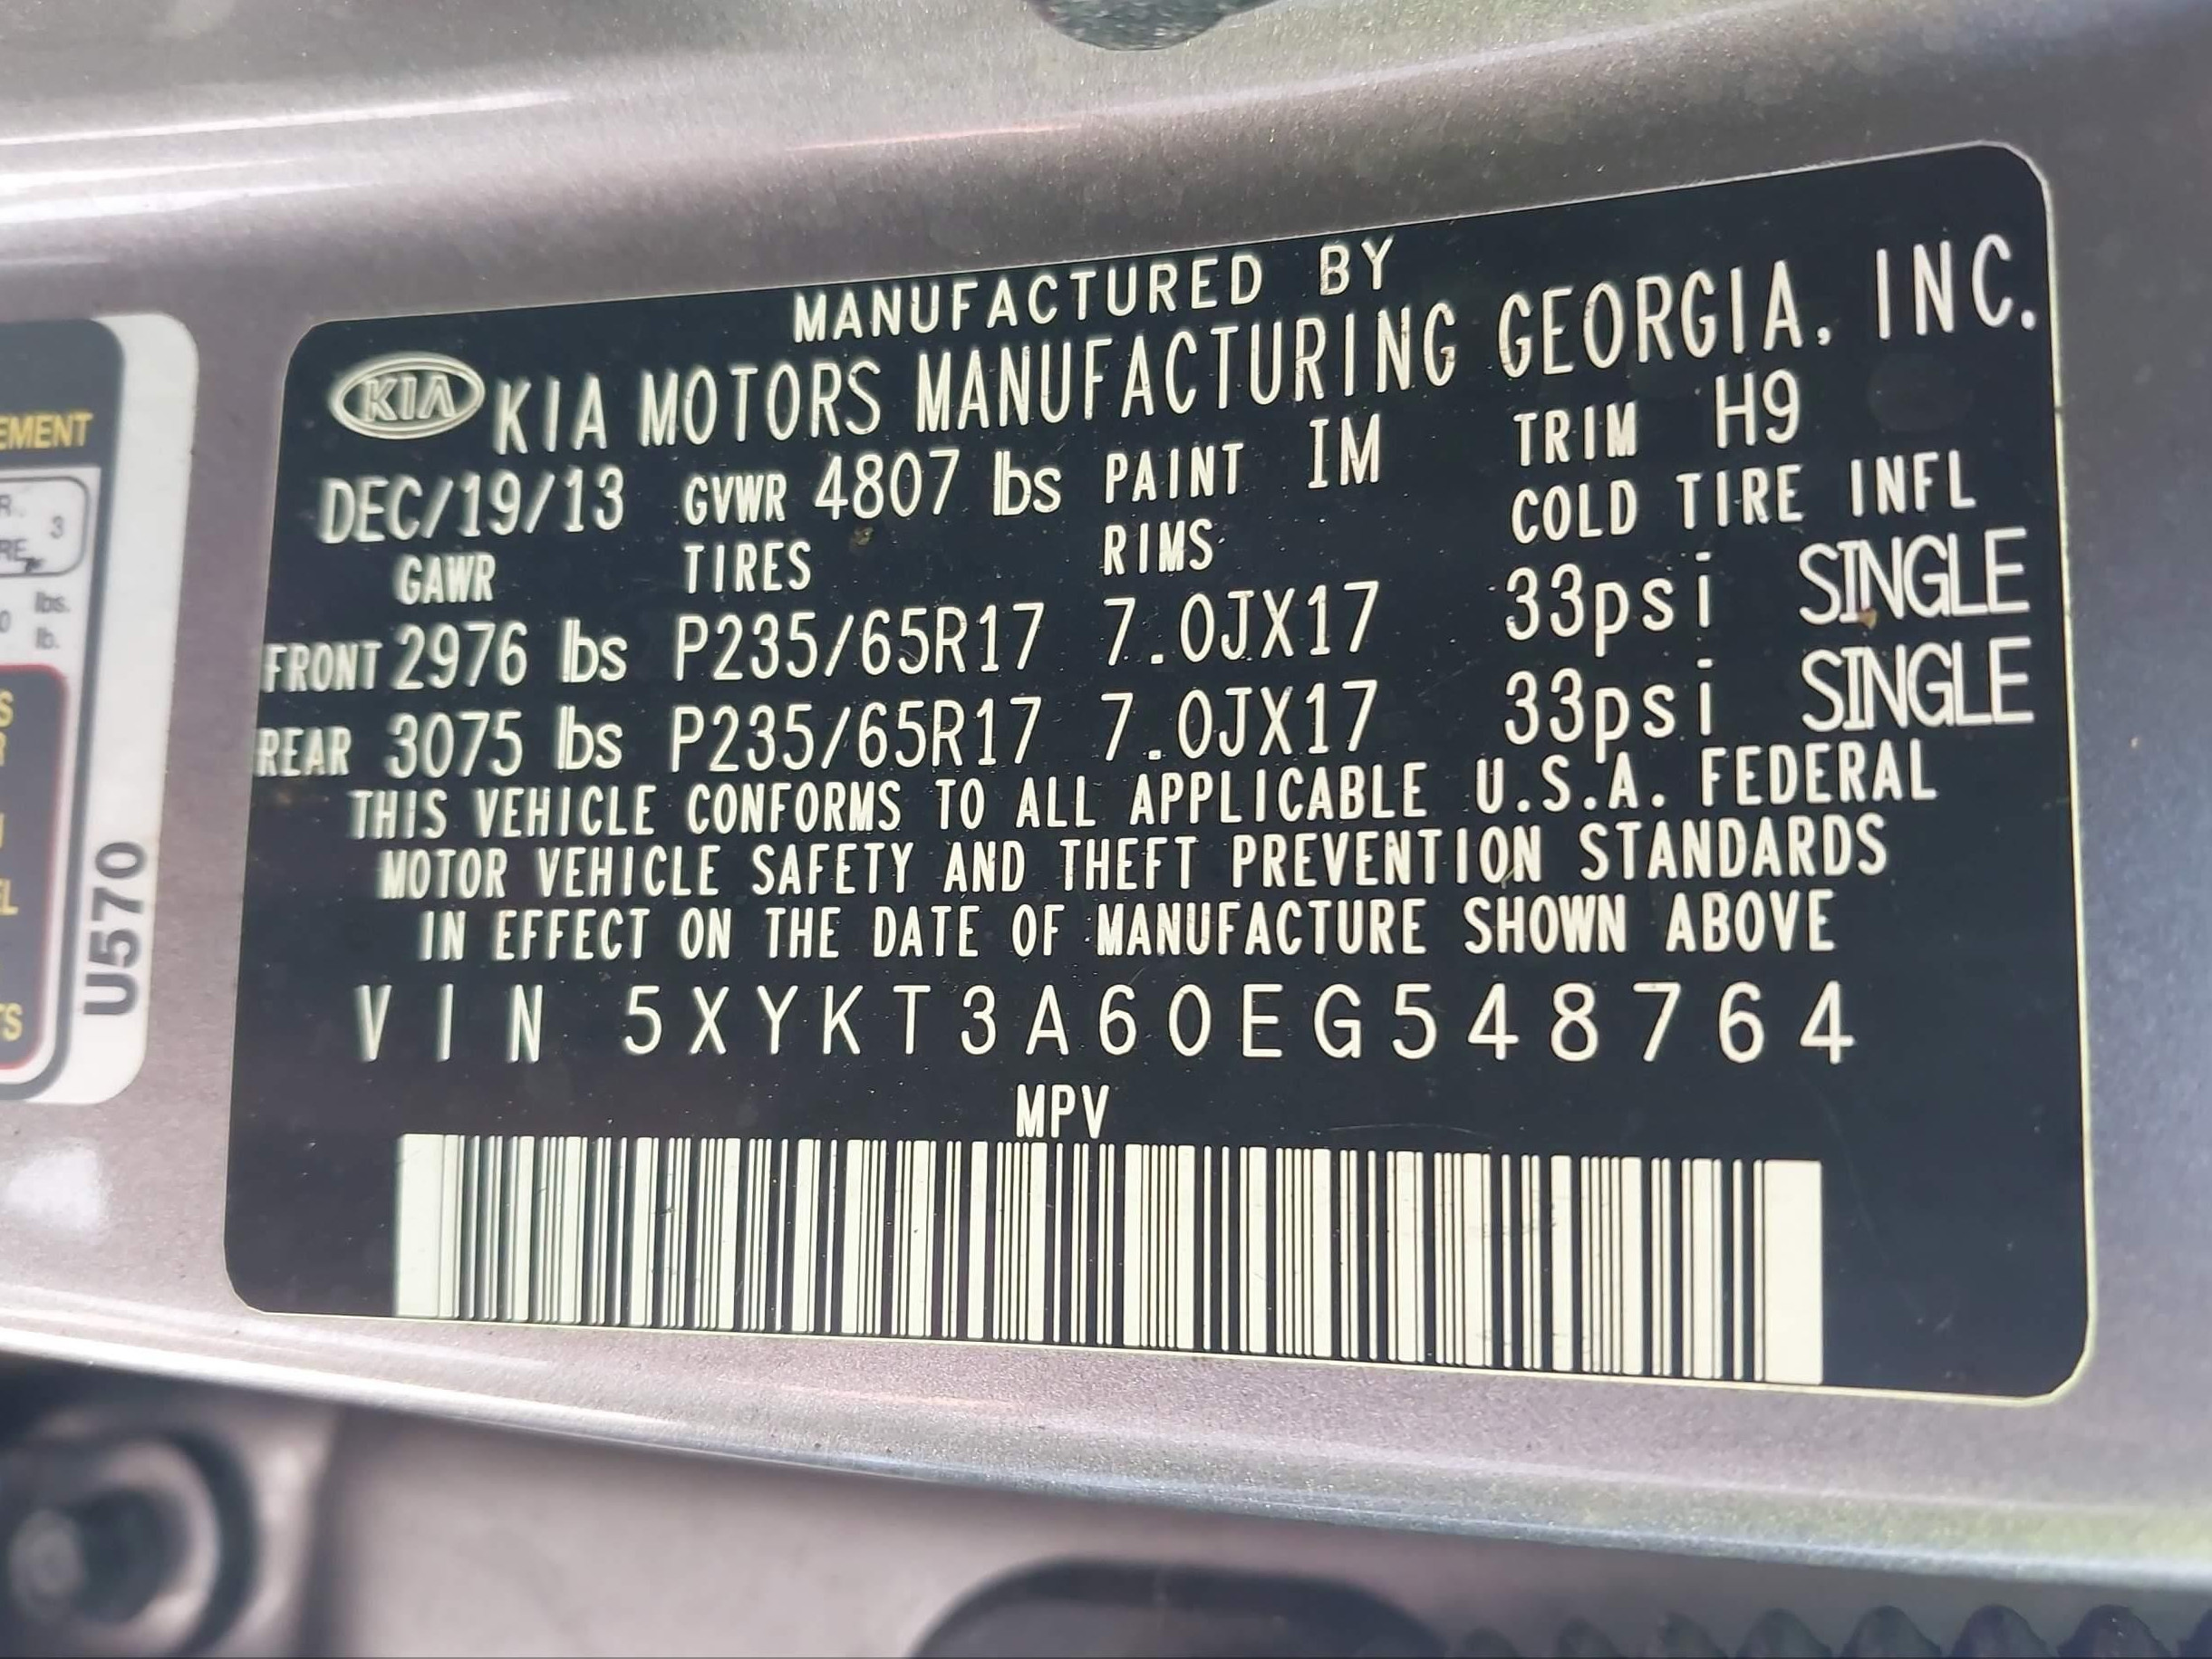 MANUFACTURED BY
KIA KIA MOTORS MANUFACTURING GEORGIA, INC.
DEC/19/13 GVWR 4807 lbs PAINT IM TRIM H9
GAWR TIRES RIMS COLD TIRE INFL
FRONT 2976 lbs P235/65R17 7.0JX17 33psi SINGLE
REAR 3075 lbs P235/65R17 7.0JX17 33psi SINGLE
THIS VEHICLE CONFORMS TO ALL APPLICABLE U.S.A. FEDERAL
MOTOR VEHICLE SAFETY AND THEFT PREVENTION STANDARDS
IN EFFECT ON THE DATE OF MANUFACTURE SHOWN ABOVE
VIN 5XYKT3A60EG548764
MPV
EMENT
3
lbs.
lb.
U570